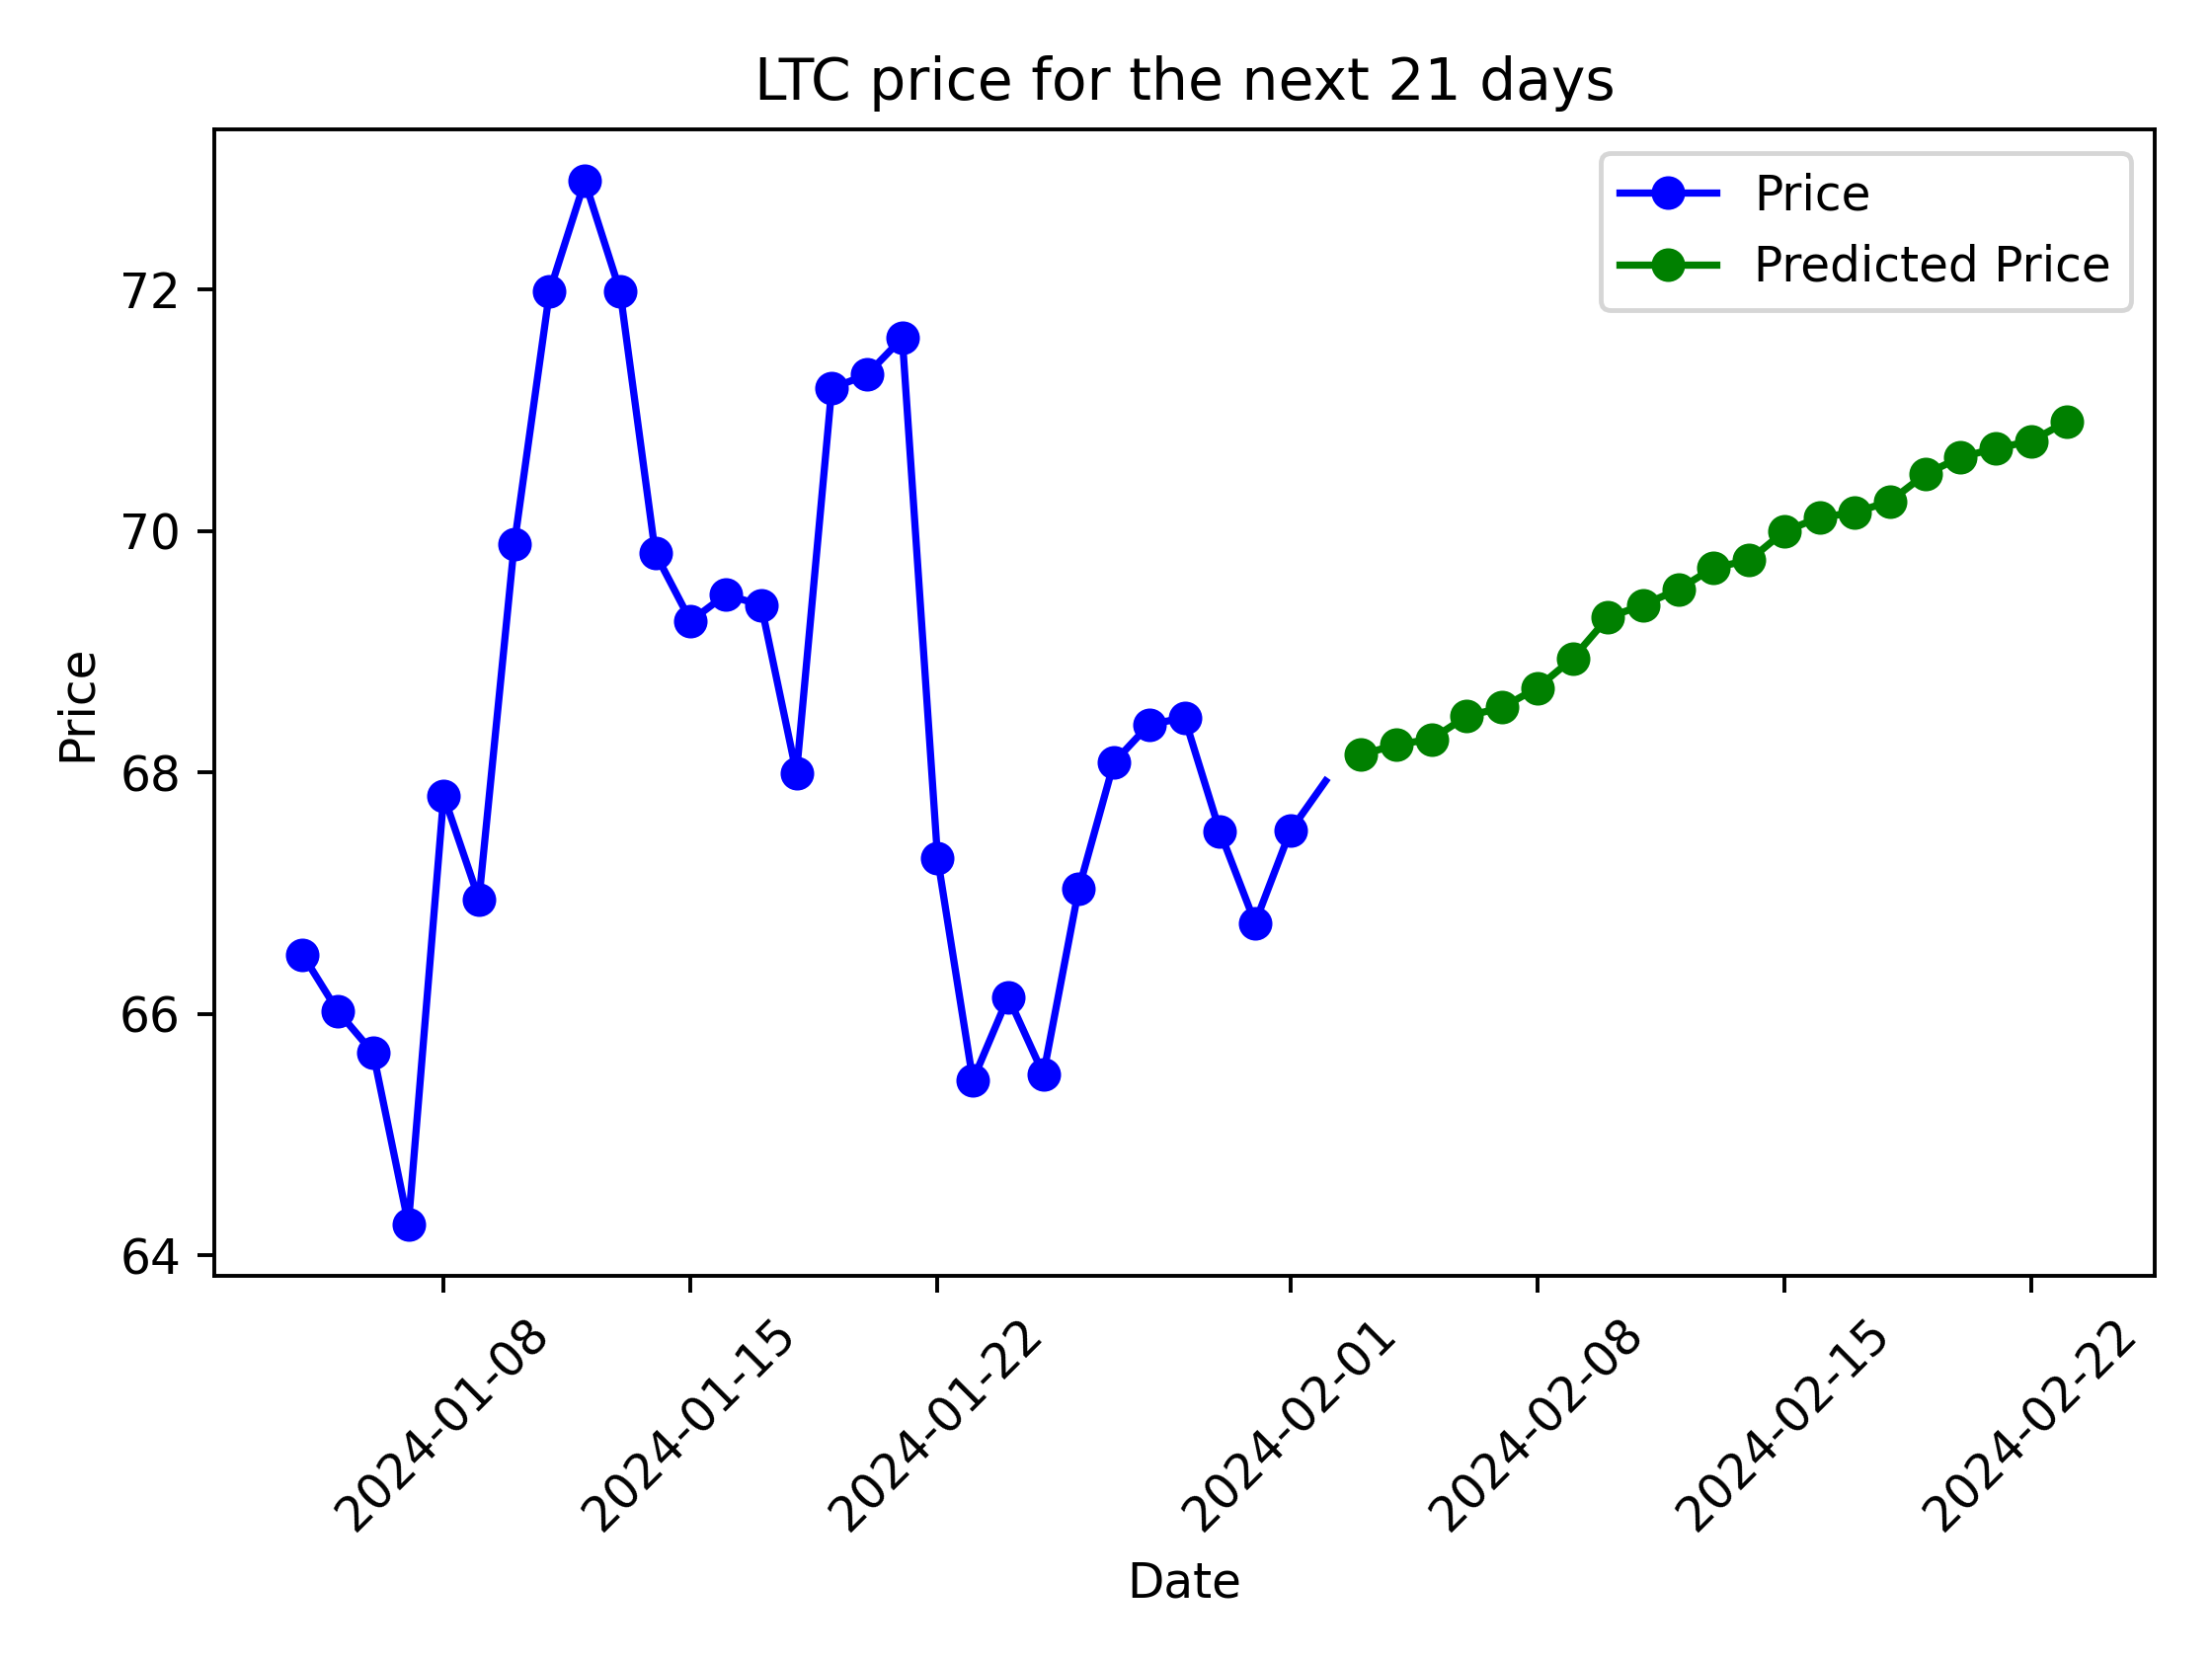 LTC price for the next 21 days
Price
Predicted Price
72
70
68
66
64
Price
2024-01-08
2024-01-15
2024-01-22
2024-02-01
2024-02-08
2024-02-15
2024-02-22
Date